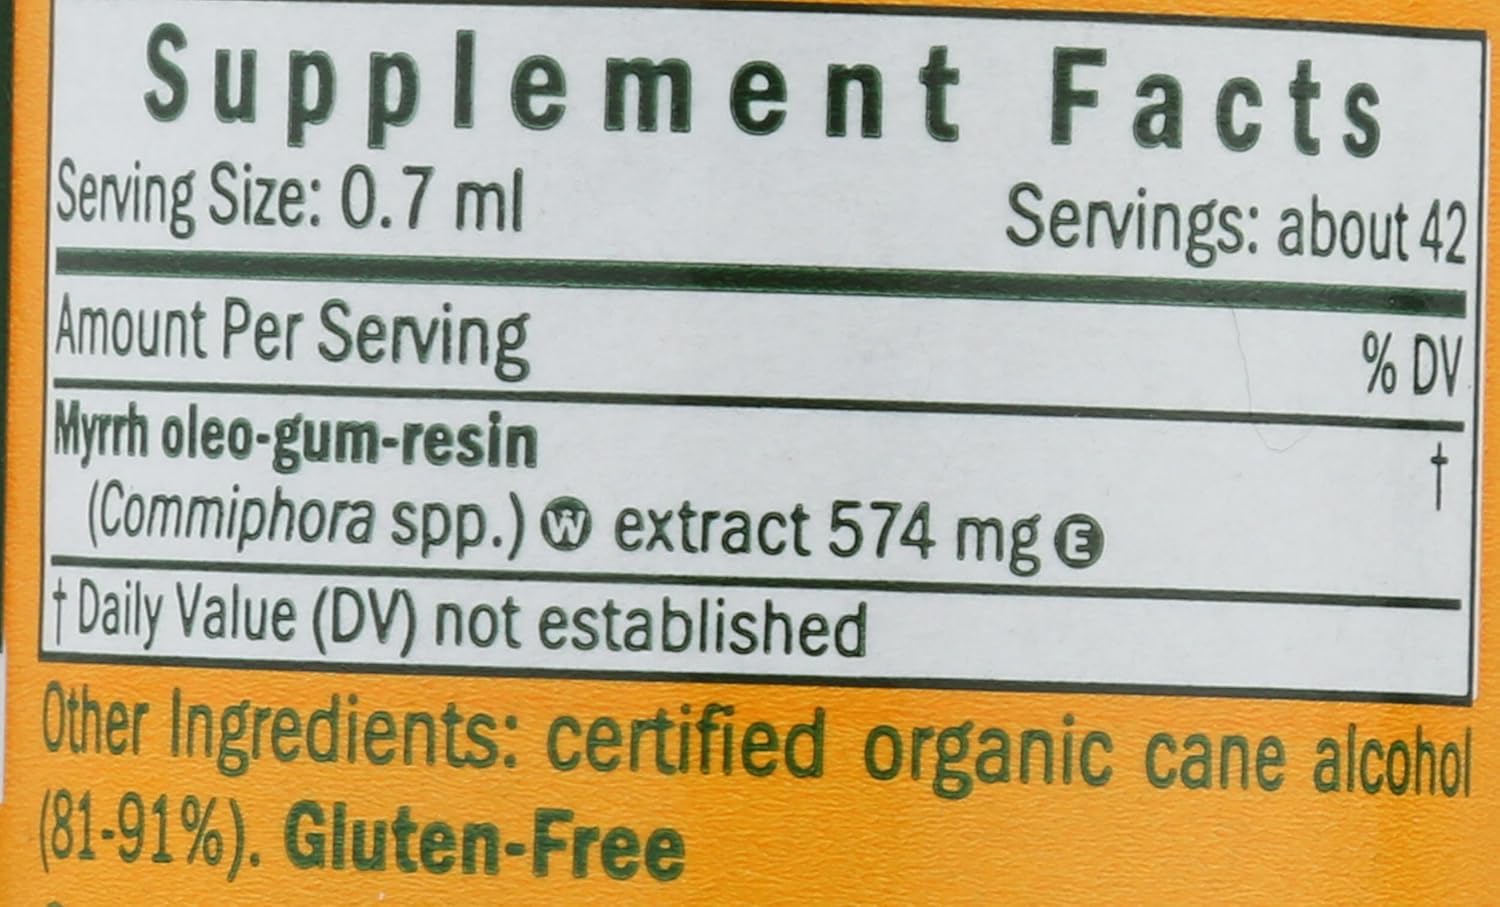 Supplement Facts
Serving Size: 0.7 ml Servings: about 42
Amount Per Serving % DV
Myrrh oleo-gum-resin †
(Commiphora spp.) Ⓦ extract 574 mg Ⓔ
† Daily Value (DV) not established
Other Ingredients: certified organic cane alcohol
(81-91%). Gluten-Free